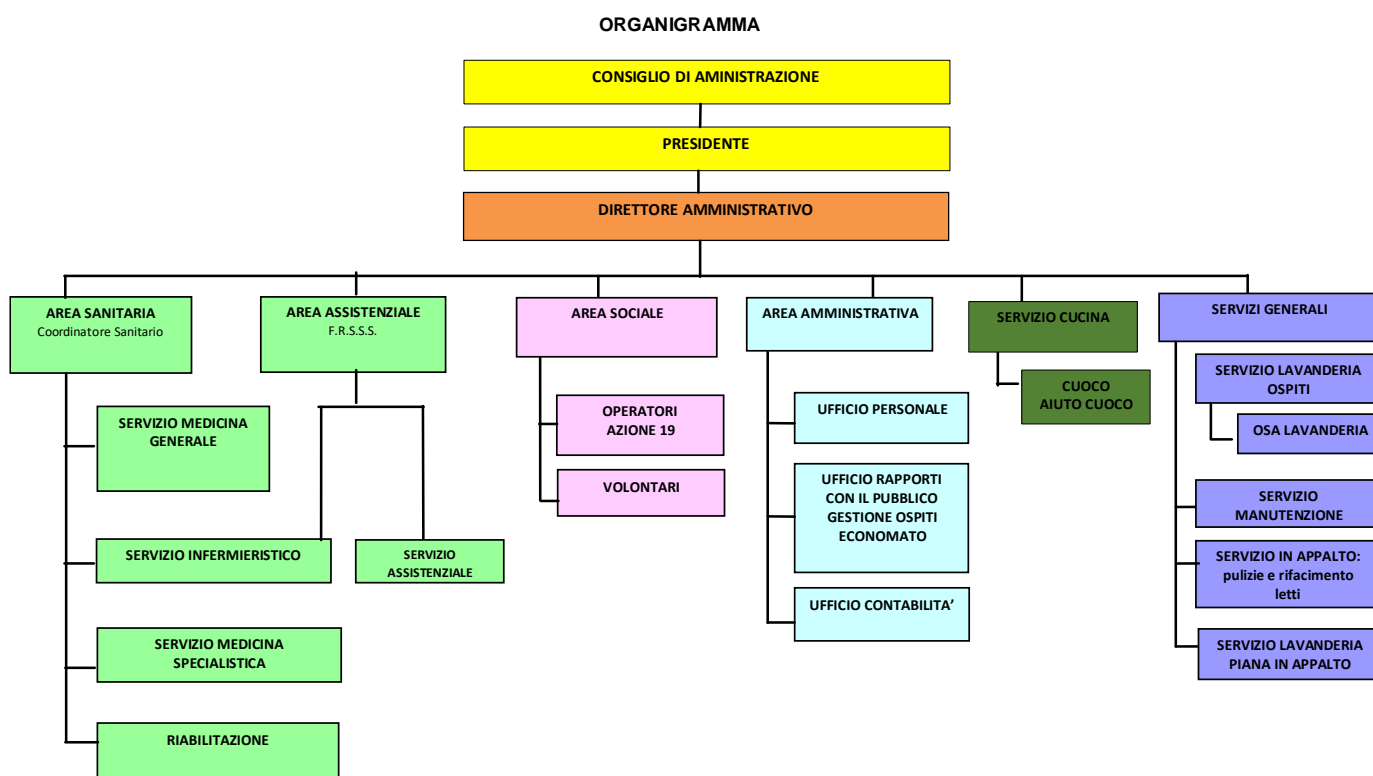 ORGANIGRAMMA
CONSIGLIO DI AMINISTRAZIONE
PRESIDENTE
DIRETTORE AMMINISTRATIVO
AREA SANITARIA
Coordinatore Sanitario
AREA ASSISTENZIALE
F.R.S.S.S.
AREA SOCIALE
AREA AMMINISTRATIVA
SERVIZIO CUCINA
SERVIZI GENERALI
SERVIZIO MEDICINA
GENERALE
SERVIZIO INFERMIERISTICO
SERVIZIO MEDICINA
SPECIALISTICA
RIABILITAZIONE
SERVIZIO
ASSISTENZIALE
OPERATORI
AZIONE 19
VOLONTARI
UFFICIO PERSONALE
UFFICIO RAPPORTI
CON IL PUBBLICO
GESTIONE OSPITI
ECONOMATO
UFFICIO CONTABILITA’
CUOCO
AIUTO CUOCO
SERVIZIO LAVANDERIA
OSPITI
OSA LAVANDERIA
SERVIZIO
MANUTENZIONE
SERVIZIO IN APPALTO:
pulizie e rifacimento
letti
SERVIZIO LAVANDERIA
PIANA IN APPALTO